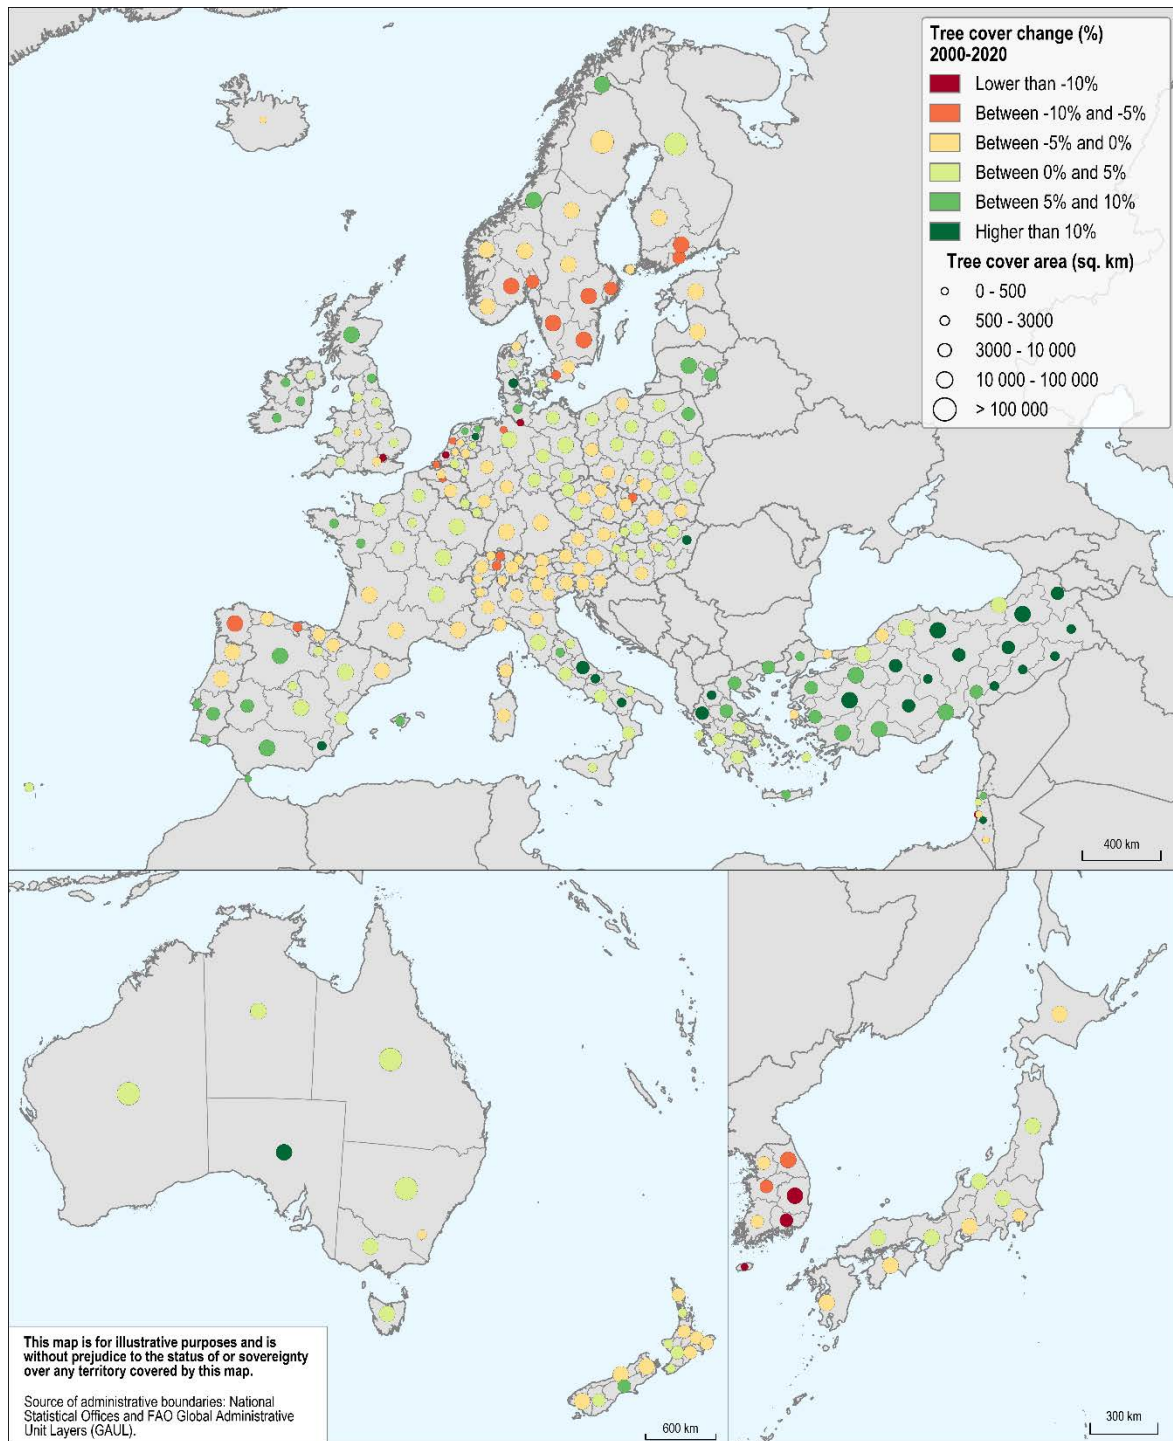 Tree cover change (%)
2000-2020
Lower than -10%
Between -10% and -5%
Between -5% and 0%
Between 0% and 5%
Between 5% and 10%
Higher than 10%
Tree cover area (sq. km)
0 - 500
500 - 3000
3000 - 10 000
10 000 - 100 000
> 100 000
400 km
This map is for illustrative purposes and is
without prejudice to the status of or sovereignty
over any territory covered by this map.
Source of administrative boundaries: National
Statistical Offices and FAO Global Administrative
Unit Layers (GAUL).
600 km
300 km